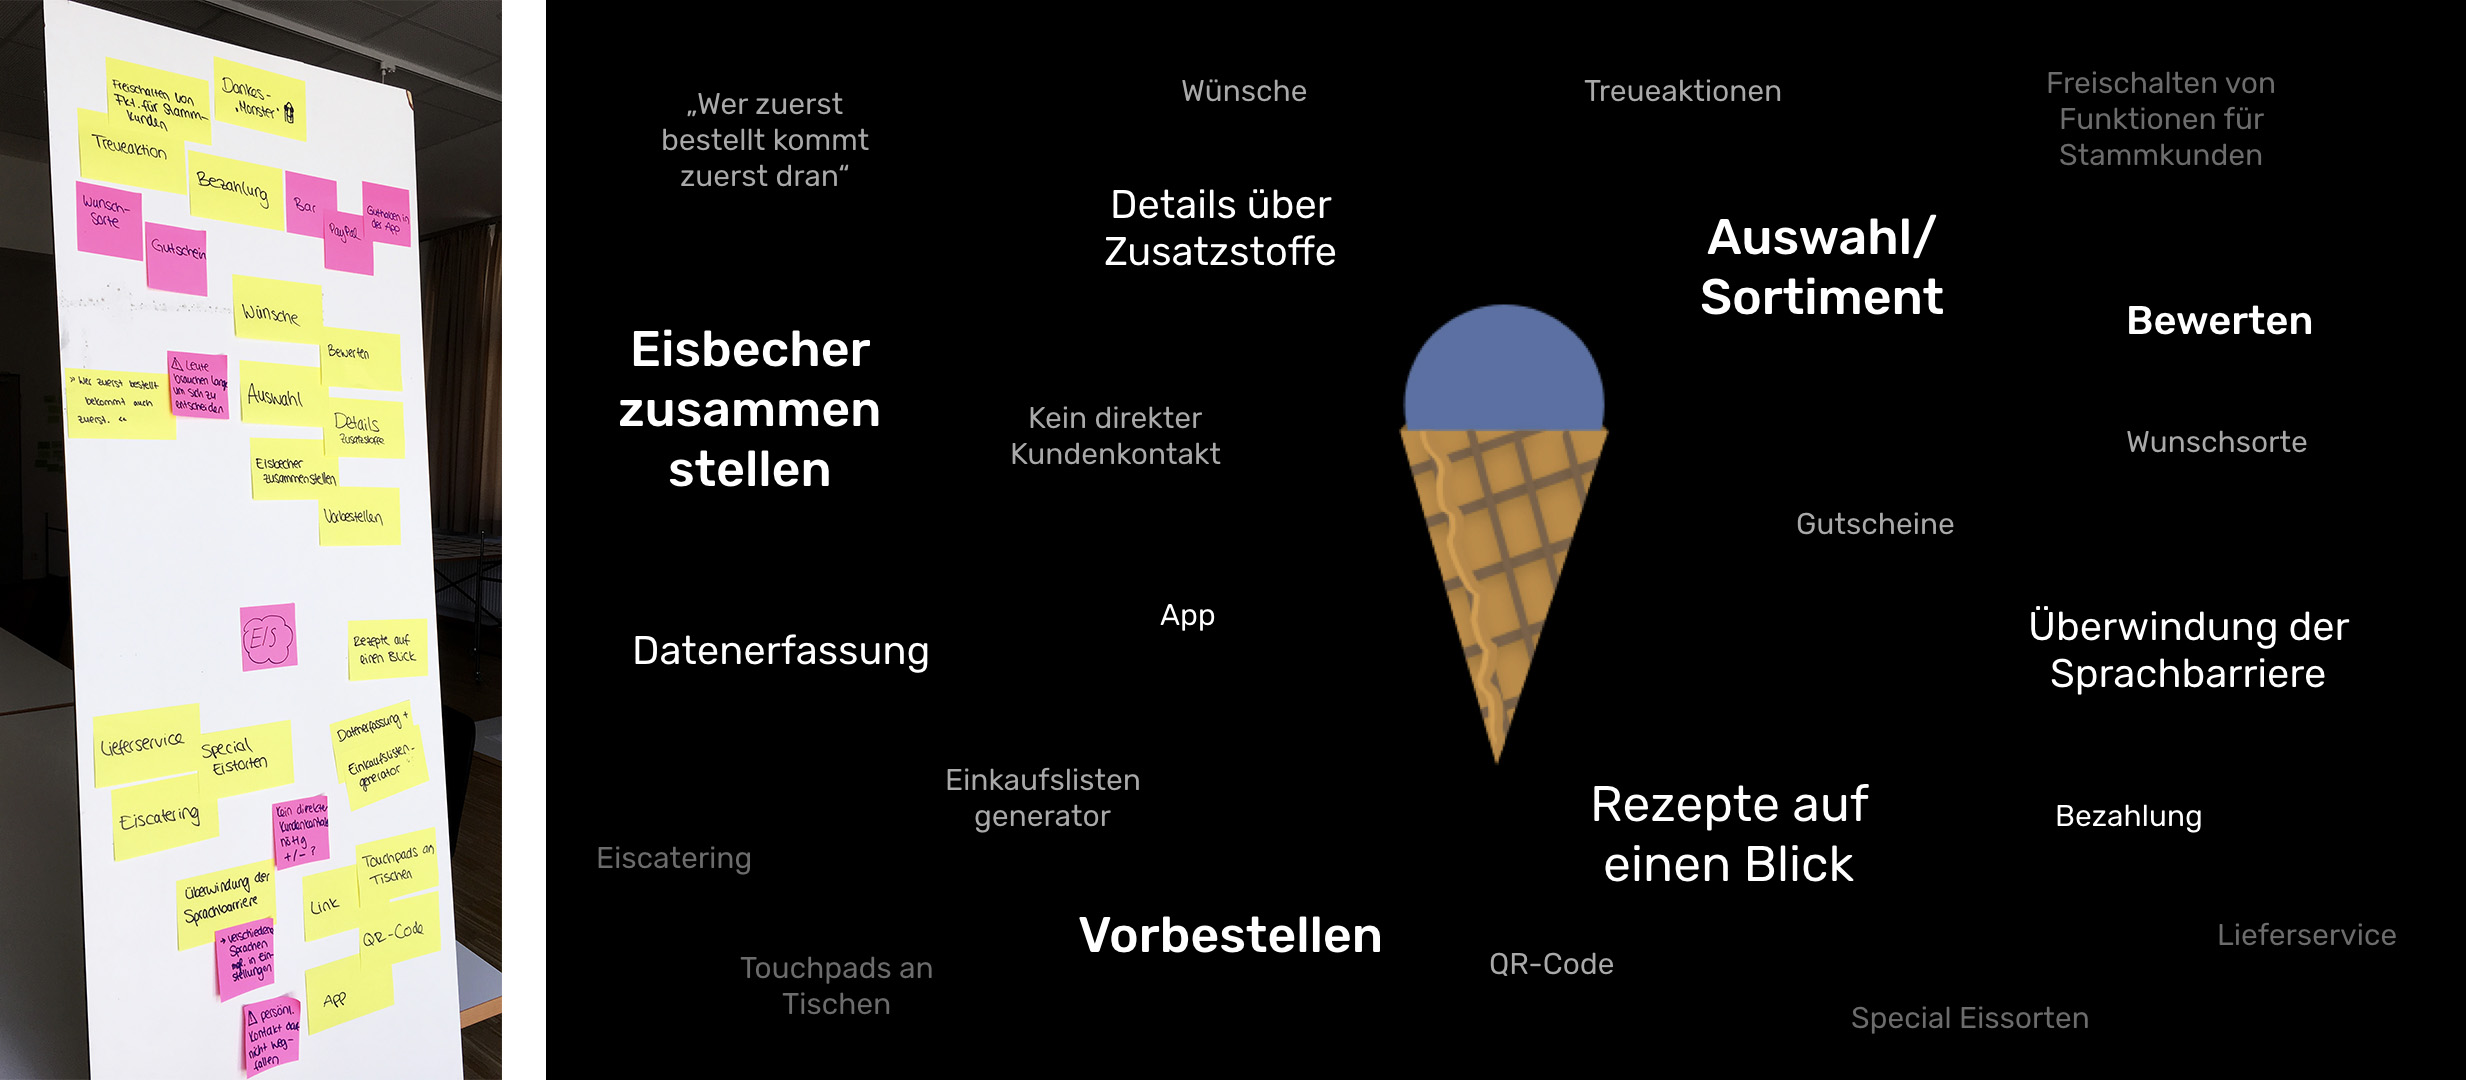 Freischalten von
Fkt. für Stamm-
kunden
Dankes-
"Monster"
Treueaktion
Bezahlung
Bar
PayPal
Guthaben in
der App
Wunsch-
sorte
Gutschein
Wünsche
Bewerten
» Wer zuerst bestellt
bekommt auch
zuerst. «
⚠ Leute
brauchen lange
um sich zu
entscheiden
Auswahl
Details
Zusatzstoffe
Eisbecher
zusammenstellen
Vorbestellen
EIS
Rezepte auf
einen Blick
Lieferservice
Special
Eistorten
Datenerfassung +
Einkaufslisten-
generator
Eiscatering
Kein direkter
Kundenkontakt
nötig
+/- ?
Touchpads an
Tischen
Überwindung der
Sprachbarriere
Link
QR-Code
→ verschiedene
Sprachen
mgl. in Ein-
stellungen
App
⚠ persönl.
Kontakt darf
nicht weg-
fallen
„Wer zuerst
bestellt kommt
zuerst dran“
Wünsche
Treueaktionen
Freischalten von
Funktionen für
Stammkunden
Details über
Zusatzstoffe
Auswahl/
Sortiment
Bewerten
Eisbecher
zusammen
stellen
Kein direkter
Kundenkontakt
Wunschsorte
Gutscheine
App
Datenerfassung
Überwindung der
Sprachbarriere
Einkaufslisten
generator
Rezepte auf
einen Blick
Bezahlung
Eiscatering
Vorbestellen
QR-Code
Lieferservice
Touchpads an
Tischen
Special Eissorten